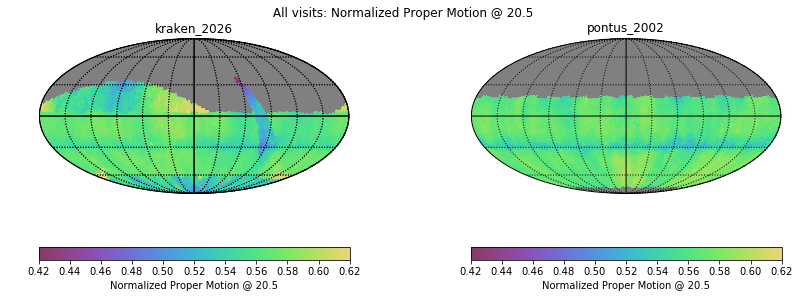 All visits: Normalized Proper Motion @ 20.5
kraken_2026
pontus_2002
0.42 0.44 0.46 0.48 0.50 0.52 0.54 0.56 0.58 0.60 0.62
Normalized Proper Motion @ 20.5
0.42 0.44 0.46 0.48 0.50 0.52 0.54 0.56 0.58 0.60 0.62
Normalized Proper Motion @ 20.5